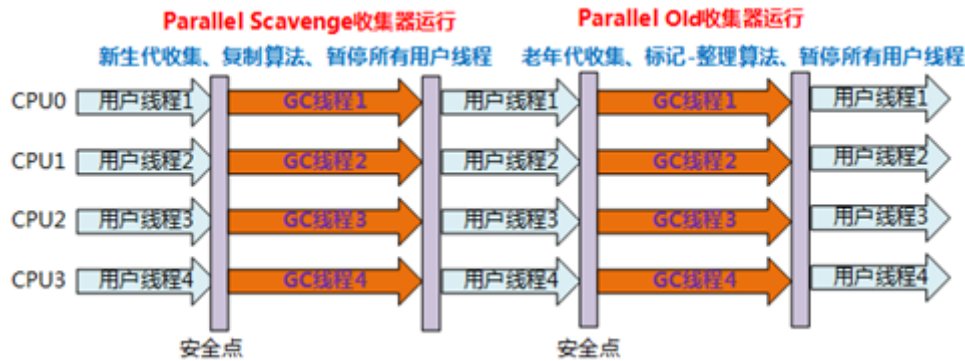 Parallel Scavenge收集器运行 Parallel Old收集器运行
新生代收集、复制算法、暂停所有用户线程 老年代收集、标记-整理算法、暂停所有用户线程
CPU0 用户线程1 GC线程1 用户线程1 GC线程1 用户线程1
CPU1 用户线程2 GC线程2 用户线程2 GC线程2 用户线程2
CPU2 用户线程3 GC线程3 用户线程3 GC线程3 用户线程3
CPU3 用户线程4 GC线程4 用户线程4 GC线程4 用户线程4
安全点 安全点